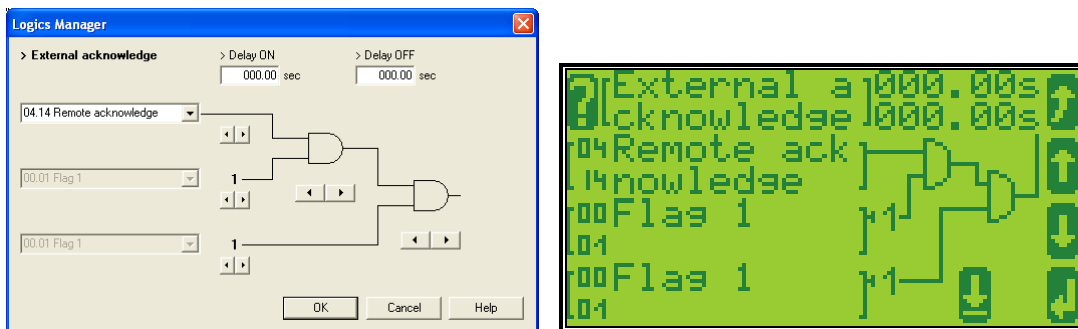 Logics Manager
> External acknowledge
> Delay ON
> Delay OFF
000.00 sec
000.00 sec
04.14 Remote acknowledge
00.01 Flag 1
1
00.01 Flag 1
1
OK Cancel Help
? External a 000.00s
cknowledge 000.00s
04 Remote ack
14 nowledge
00 Flag 1 1
01
00 Flag 1 1
01